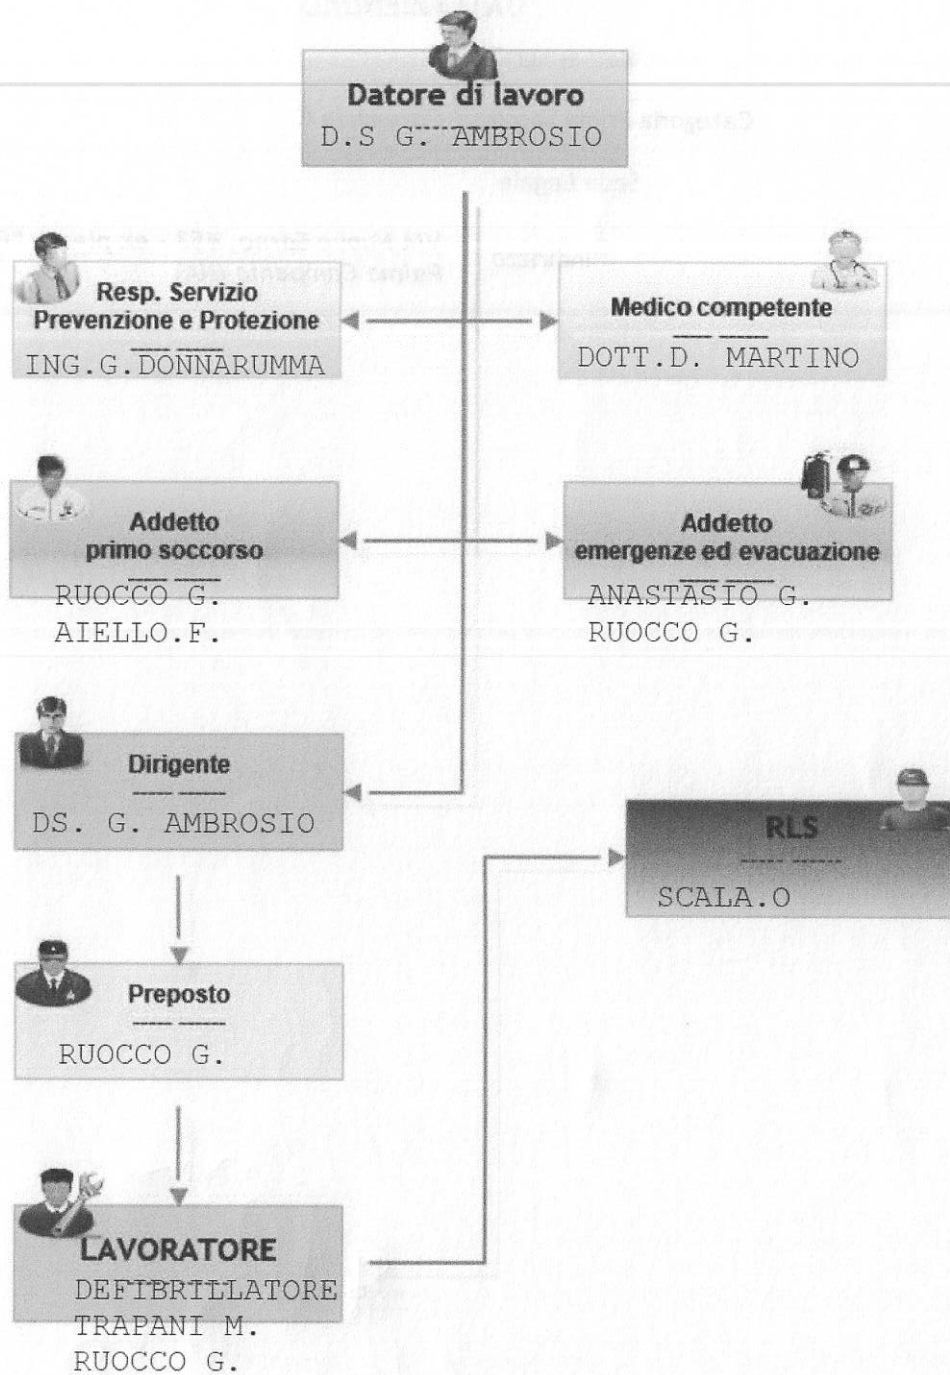 Datore di lavoro
D.S G. AMBROSIO
Resp. Servizio
Prevenzione e Protezione
ING.G.DONNARUMMA
Medico competente
DOTT.D. MARTINO
Addetto
primo soccorso
RUOCCO G.
AIELLO.F.
Addetto
emergenze ed evacuazione
ANASTASIO G.
RUOCCO G.
Dirigente
DS. G. AMBROSIO
RLS
SCALA.O
Preposto
RUOCCO G.
LAVORATORE
DEFIBRILLATORE
TRAPANI M.
RUOCCO G.